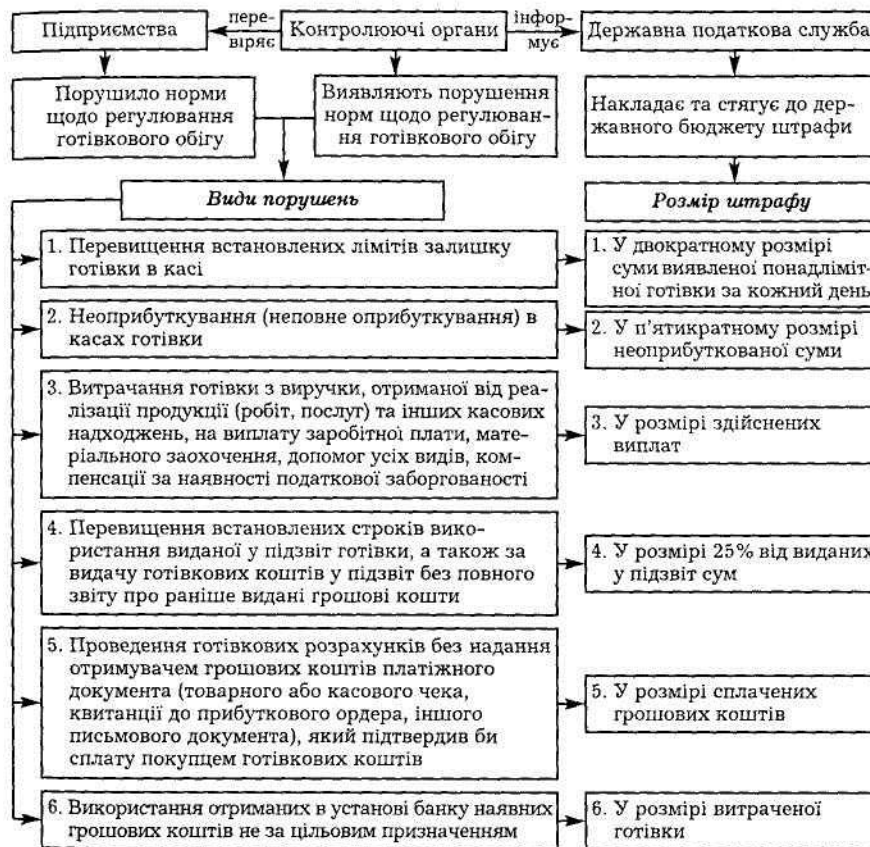 Підприємства
пере-
віряє
Контролюючі органи
інфор-
мує
Державна податкова служба
Порушило норми
щодо регулювання
готівкового обігу
Виявляють порушення
норм щодо регулюван-
ня готівкового обігу
Накладає та стягує до дер-
жавного бюджету штрафи
Види порушень
Розмір штрафу
1. Перевищення встановлених лімітів залишку
готівки в касі
1. У двократному розмірі
суми виявленої понадліміт-
ної готівки за кожний день
2. Неоприбуткування (неповне оприбуткування) в
касах готівки
2. У п’ятикратному розмірі
неоприбуткованої суми
3. Витрачання готівки з виручки, отриманої від реа-
лізації продукції (робіт, послуг) та інших касових
надходжень, на виплату заробітної плати, мате-
ріального заохочення, допомог усіх видів, ком-
пенсації за наявності податкової заборгованості
3. У розмірі здійснених
виплат
4. Перевищення встановлених строків вико-
ристання виданої у підзвіт готівки, а також за
видачу готівкових коштів у підзвіт без повного
звіту про раніше видані грошові кошти
4. У розмірі 25% від виданих
у підзвіт сум
5. Проведення готівкових розрахунків без надання
отримувачем грошових коштів платіжного
документа (товарного або касового чека,
квитанції до прибуткового ордера, іншого
письмового документа), який підтвердив би
сплату покупцем готівкових коштів
5. У розмірі сплачених
грошових коштів
6. Використання отриманих в установі банку наявних
грошових коштів не за цільовим призначенням
6. У розмірі витраченої
готівки